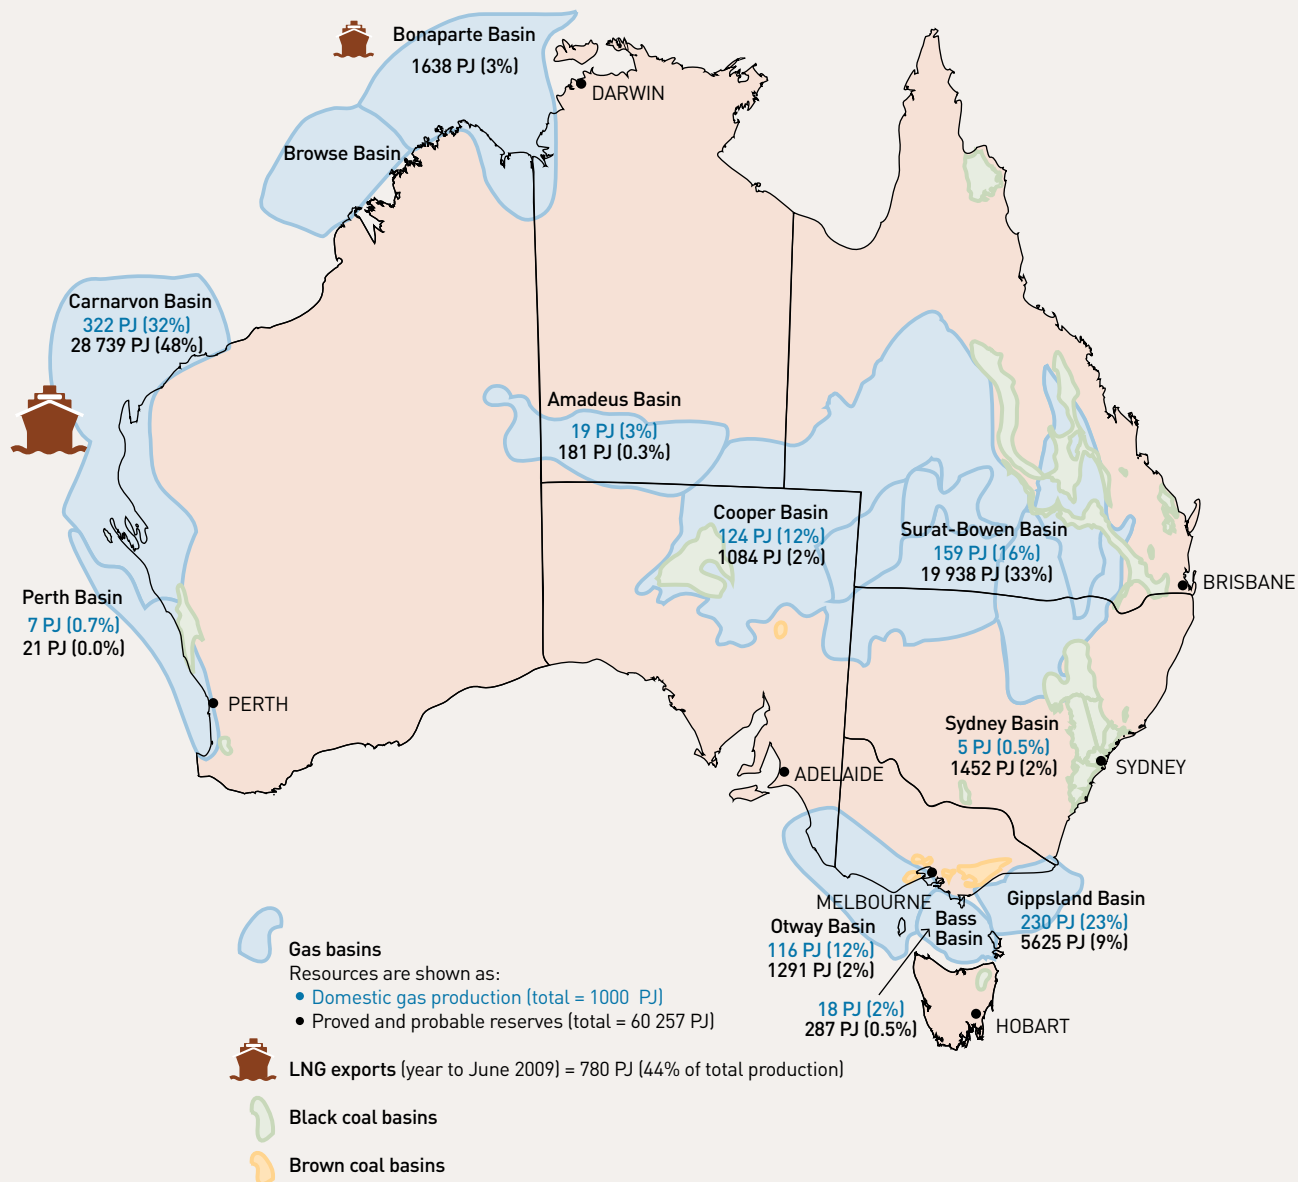 Bonaparte Basin
1638 PJ (3%)
DARWIN
Browse Basin
Carnarvon Basin
322 PJ (32%)
28 739 PJ (48%)
Amadeus Basin
19 PJ (3%)
181 PJ (0.3%)
Cooper Basin
124 PJ (12%)
1084 PJ (2%)
Surat-Bowen Basin
159 PJ (16%)
19 938 PJ (33%)
BRISBANE
Perth Basin
7 PJ (0.7%)
21 PJ (0.0%)
PERTH
Sydney Basin
5 PJ (0.5%)
1452 PJ (2%)
SYDNEY
ADELAIDE
MELBOURNE
Otway Basin
116 PJ (12%)
1291 PJ (2%)
Bass
Basin
18 PJ (2%)
287 PJ (0.5%)
Gippsland Basin
230 PJ (23%)
5625 PJ (9%)
HOBART
Gas basins
Resources are shown as:
• Domestic gas production (total = 1000 PJ)
• Proved and probable reserves (total = 60 257 PJ)
LNG exports (year to June 2009) = 780 PJ (44% of total production)
Black coal basins
Brown coal basins